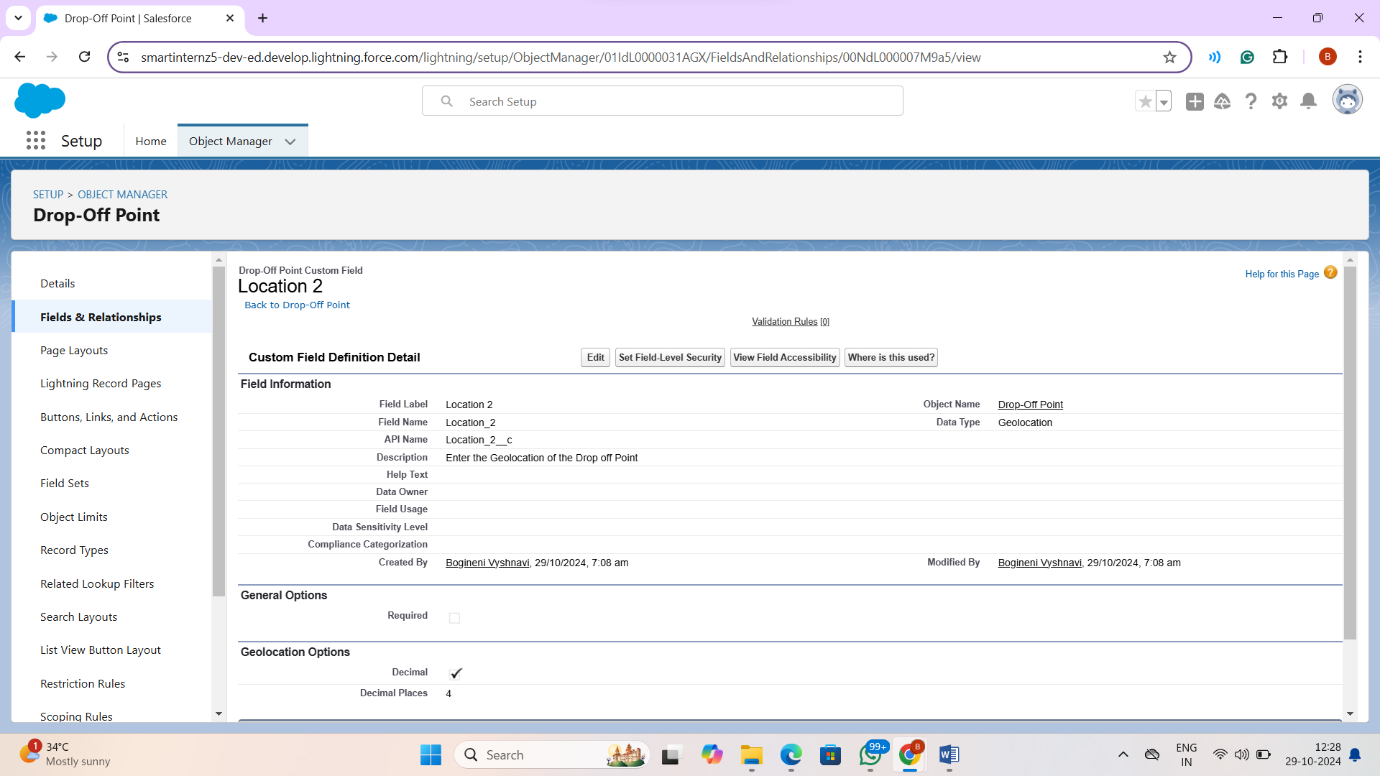 Drop-Off Point | Salesforce
smartinternz5-dev-ed.develop.lightning.force.com/lightning/setup/ObjectManager/01IdL0000031AGX/FieldsAndRelationships/00NdL000007M9a5/view
B
Search Setup
Setup
Home
Object Manager
SETUP > OBJECT MANAGER
Drop-Off Point
Details
Fields & Relationships
Page Layouts
Lightning Record Pages
Buttons, Links, and Actions
Compact Layouts
Field Sets
Object Limits
Record Types
Related Lookup Filters
Search Layouts
List View Button Layout
Restriction Rules
Scoping Rules
Drop-Off Point Custom Field
Location 2
Back to Drop-Off Point
Help for this Page ?
Validation Rules [0]
Custom Field Definition Detail
Edit Set Field-Level Security View Field Accessibility Where is this used?
Field Information
Field Label Location 2 Object Name Drop-Off Point
Field Name Location_2 Data Type Geolocation
API Name Location_2__c
Description Enter the Geolocation of the Drop off Point
Help Text
Data Owner
Field Usage
Data Sensitivity Level
Compliance Categorization
Created By Bogineni Vyshnavi, 29/10/2024, 7:08 am Modified By Bogineni Vyshnavi, 29/10/2024, 7:08 am
General Options
Required
Geolocation Options
Decimal
Decimal Places 4
1
34°C
Mostly sunny
Search
99+
8
ENG
IN
12:28
29-10-2024